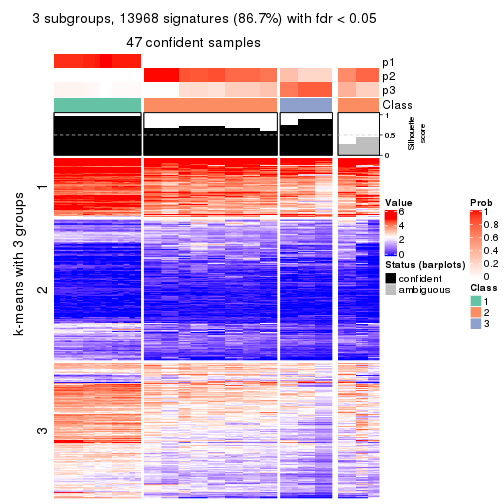 3 subgroups, 13968 signatures (86.7%) with fdr < 0.05
47 confident samples
p1
p2
p3
Class
1
0.5
0
Silhouette
score
k-means with 3 groups
1
2
3
Value
6
4
2
0
Status (barplots)
confident
ambiguous
Prob
1
0.8
0.6
0.4
0.2
0
Class
1
2
3